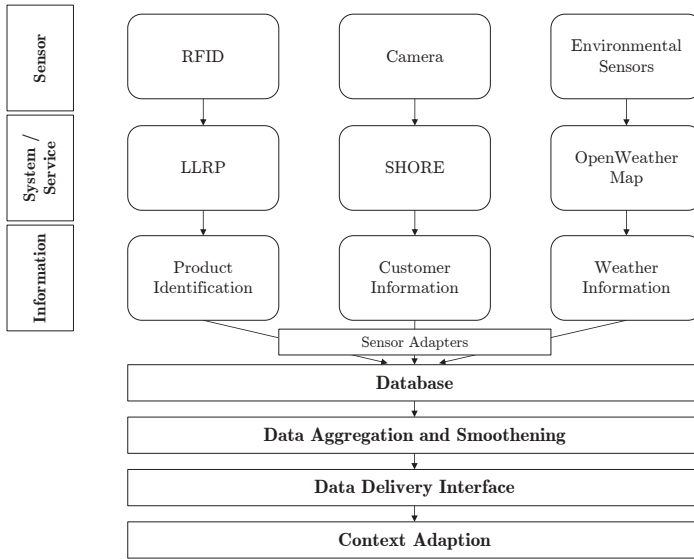 Sensor
RFID
Camera
Environmental
Sensors
System /
Service
LLRP
SHORE
OpenWeather
Map
Information
Product
Identification
Customer
Information
Weather
Information
Sensor Adapters
Database
Data Aggregation and Smoothening
Data Delivery Interface
Context Adaption